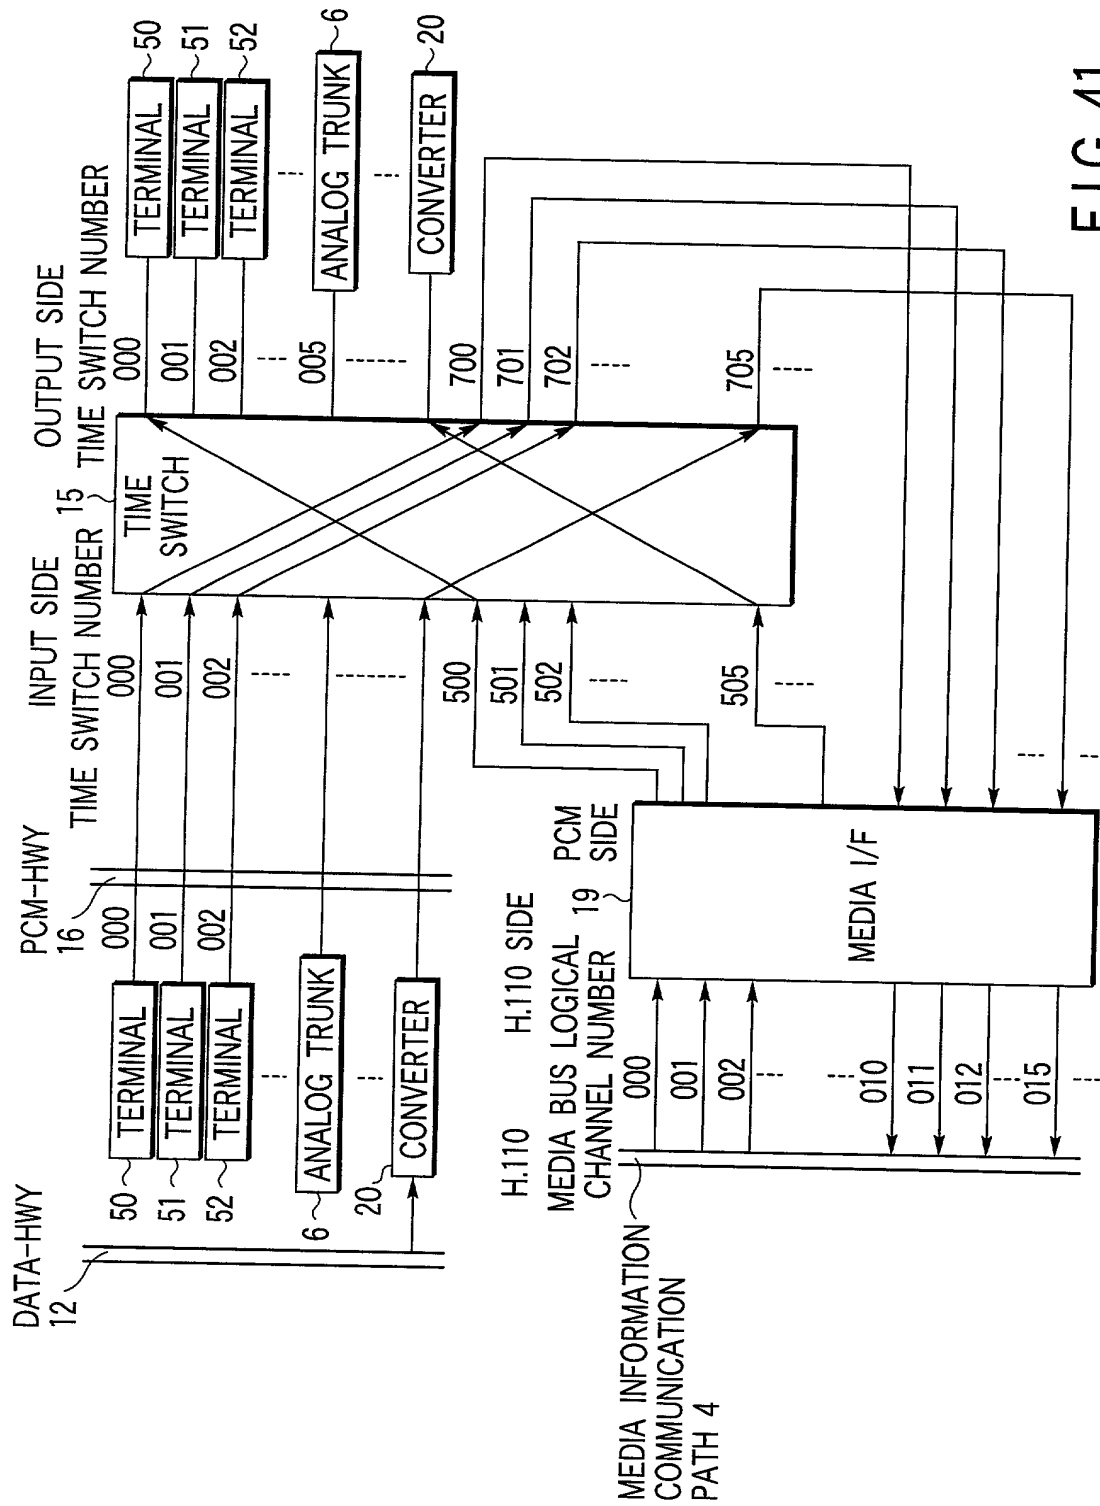 DATA-HWY
12
PCM-HWY
16
INPUT SIDE
TIME SWITCH NUMBER
15
OUTPUT SIDE
TIME SWITCH NUMBER
50
TERMINAL
000
000
TIME
SWITCH
000
TERMINAL
50
51
TERMINAL
001
001
001
TERMINAL
51
52
TERMINAL
002
002
002
TERMINAL
52
6
ANALOG TRUNK
005
ANALOG TRUNK
6
20
CONVERTER
CONVERTER
20
500
700
501
701
502
702
505
705
H.110
MEDIA BUS LOGICAL
CHANNEL NUMBER
H.110 SIDE
19
PCM
SIDE
MEDIA INFORMATION
COMMUNICATION
PATH 4
000
001
002
010
011
012
015
MEDIA I/F
FIG. 41